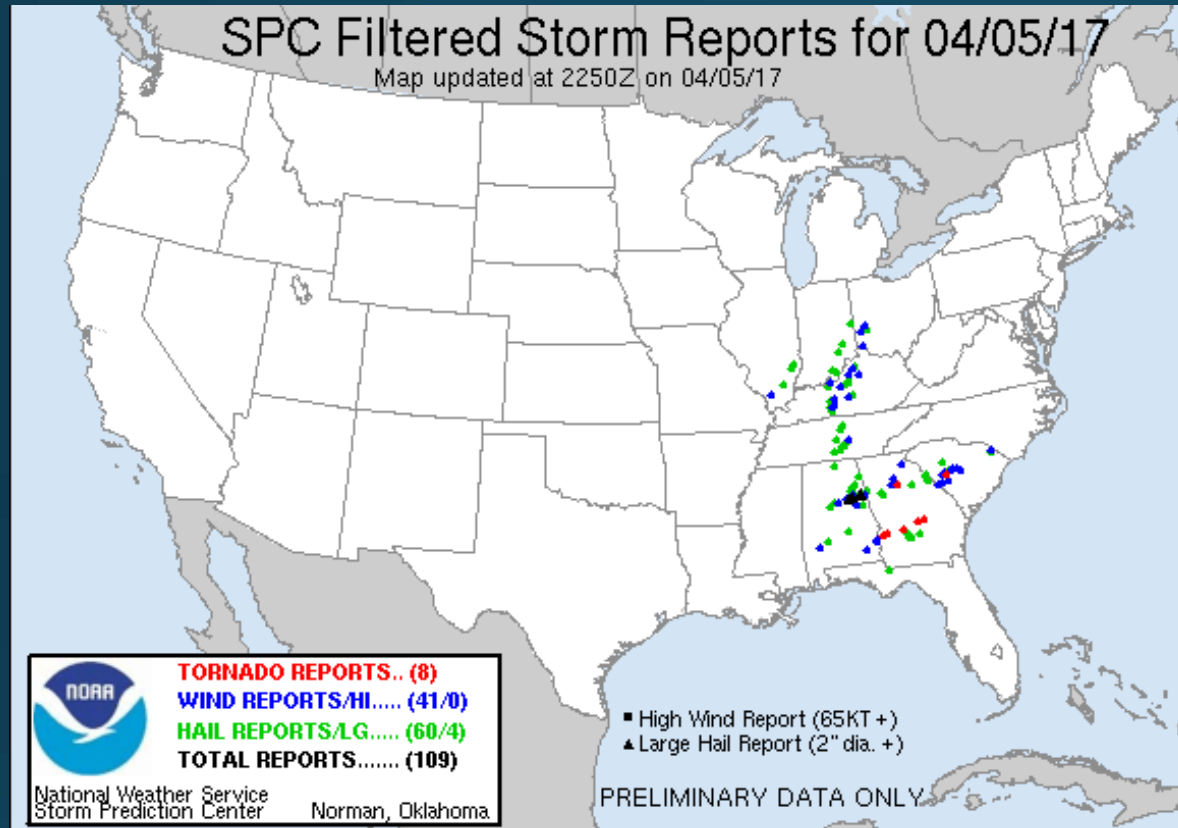 SPC Filtered Storm Reports for 04/05/17
Map updated at 2250Z on 04/05/17
NOAA
TORNADO REPORTS.. (8)
WIND REPORTS/HI..... (41/0)
HAIL REPORTS/LG..... (60/4)
TOTAL REPORTS....... (109)
National Weather Service
Storm Prediction Center Norman, Oklahoma
■ High Wind Report (65KT +)
▲ Large Hail Report (2" dia. +)
PRELIMINARY DATA ONLY